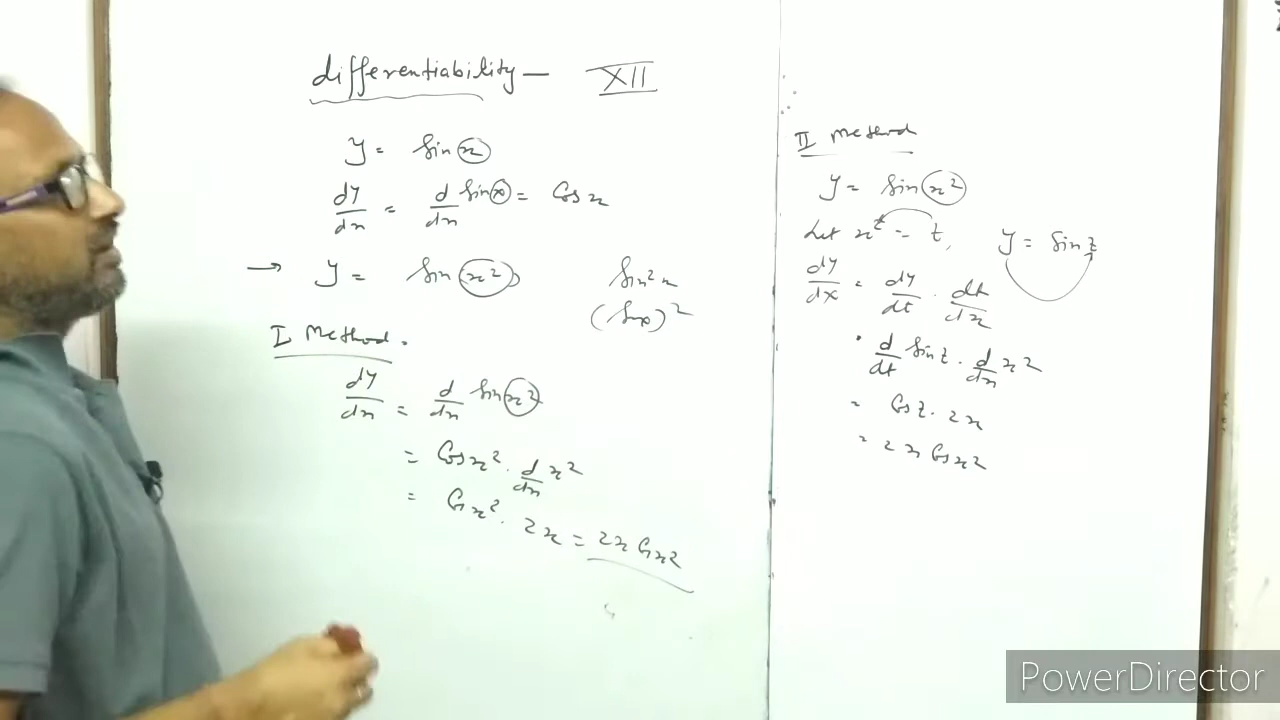 differentiability — XII
y = sin x
dy/dx = d/dx sin x = Cos x
→ y = sin (x²)
sin² x
(sin x)²
I Method.
dy/dx = d/dx sin x²
= Cos x² . d/dx x²
= Cos x² . 2x = 2x Cos x²
II Method
y = sin x²
Let x² = t, y = sin t
dy/dx = dy/dt . dt/dx
= d/dt sin t . d/dx x²
= Cos t . 2x
= 2x Cos x²
PowerDirector